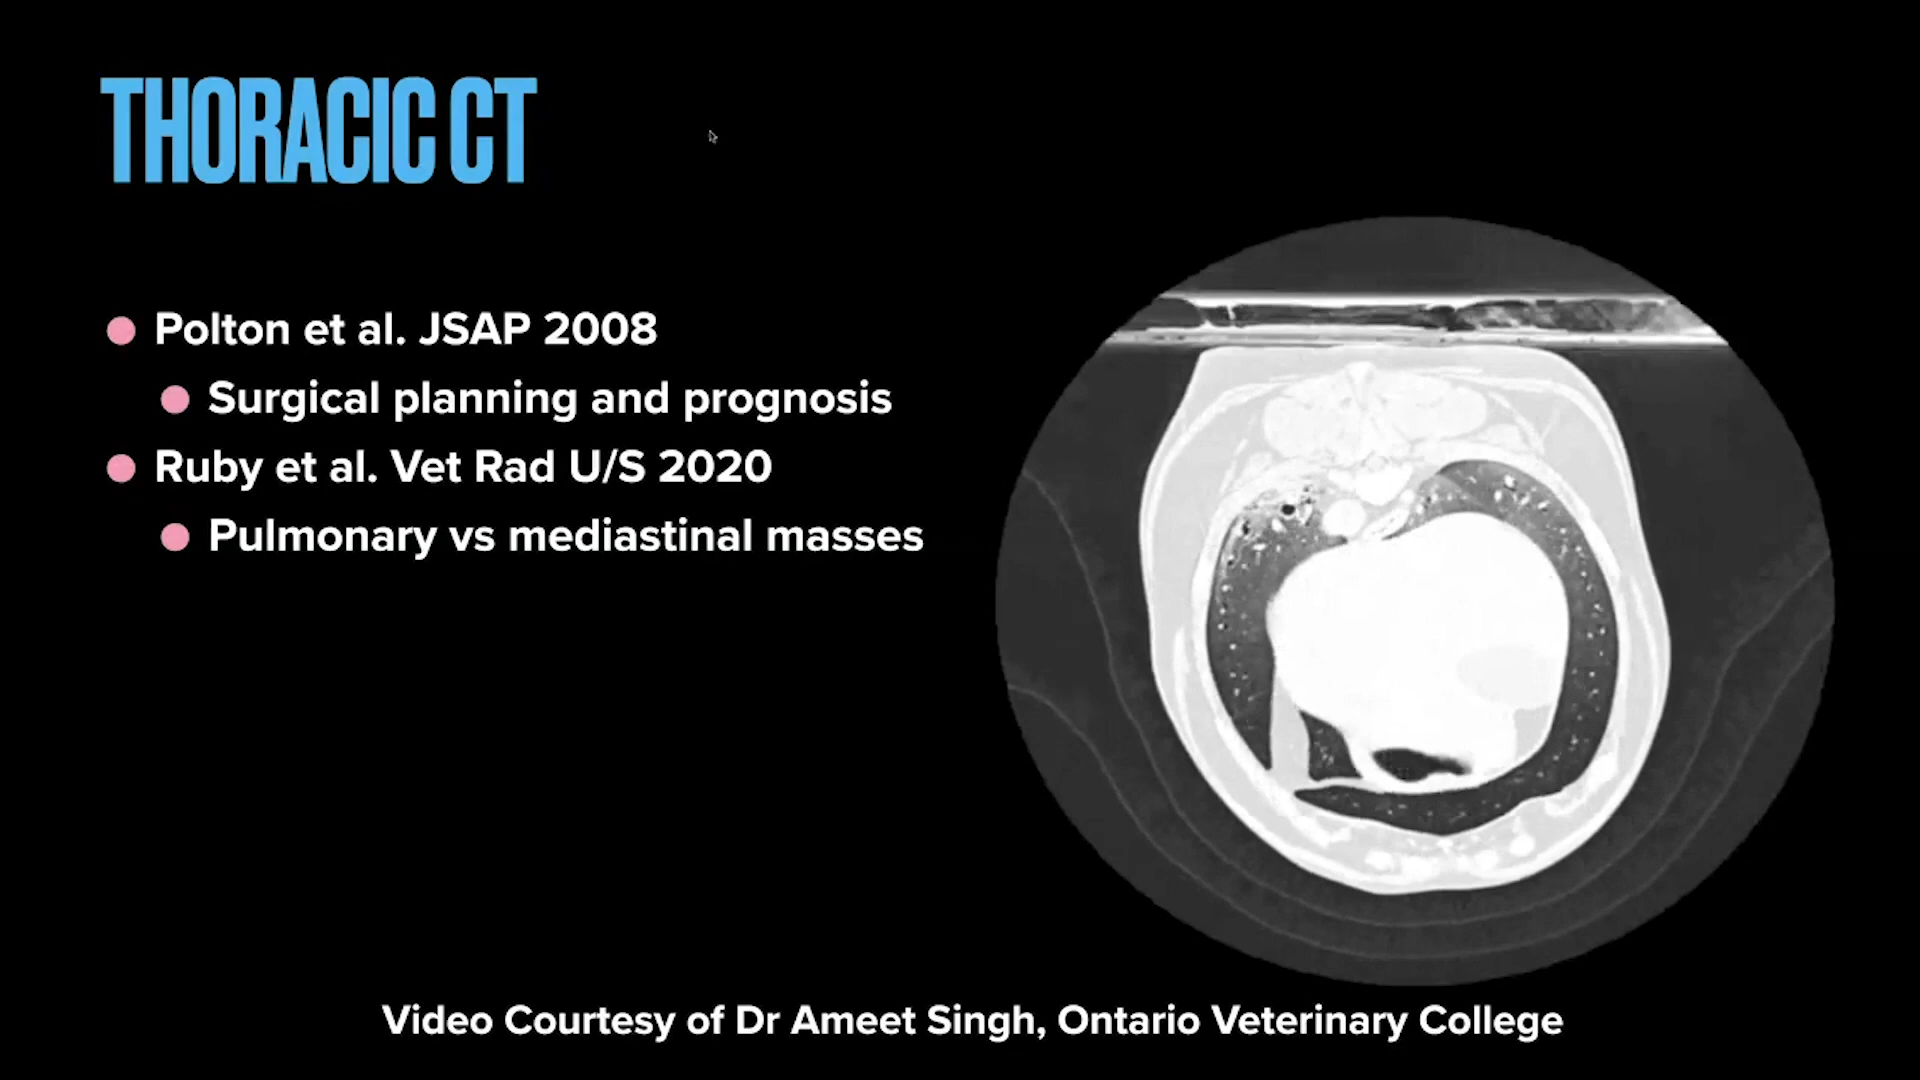 THORACIC CT
Polton et al. JSAP 2008
Surgical planning and prognosis
Ruby et al. Vet Rad U/S 2020
Pulmonary vs mediastinal masses
Video Courtesy of Dr Ameet Singh, Ontario Veterinary College